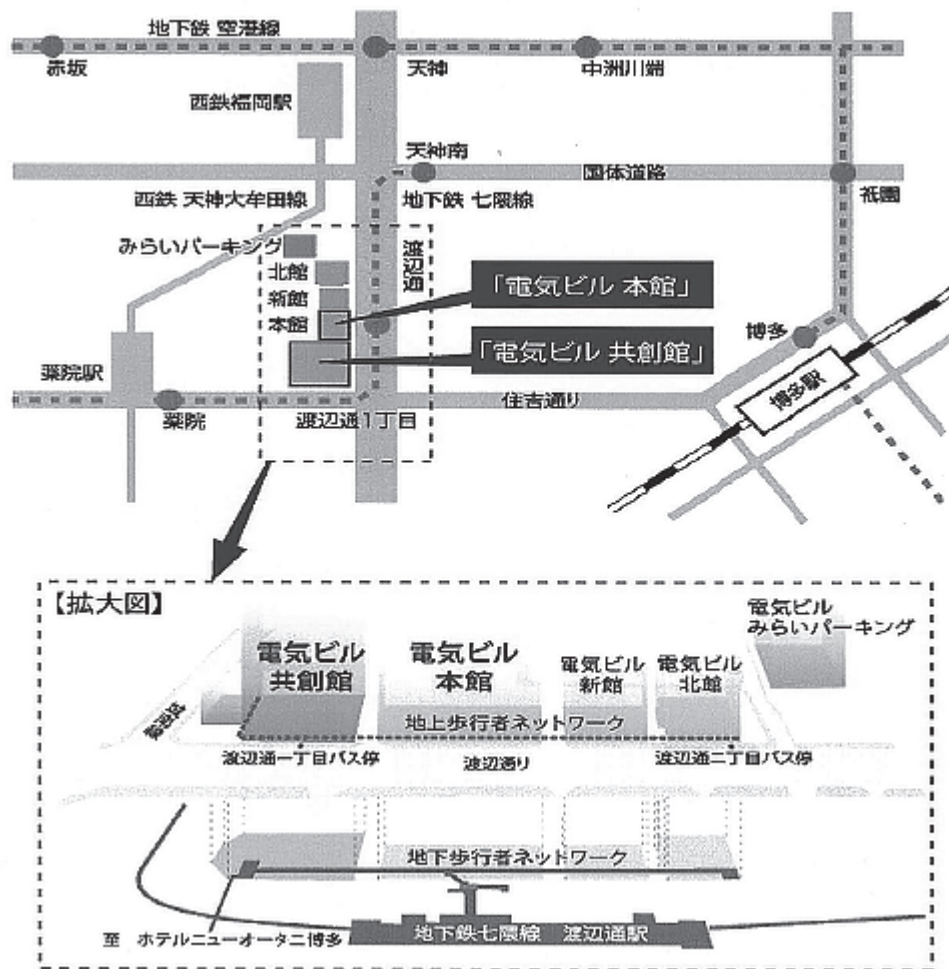 地下鉄 空港線
赤坂
天神
中洲川端
西鉄福岡駅
天神南
国体道路
西鉄 天神大牟田線
地下鉄 七隈線
祇園
みらいパーキング
渡辺通
北館
新館
本館
「電気ビル 本館」
「電気ビル 共創館」
博多
博多駅
薬院駅
薬院
渡辺通1丁目
住吉通り
【拡大図】
電気ビル
みらいパーキング
電気ビル
共創館
電気ビル
本館
電気ビル
新館
電気ビル
北館
地上歩行者ネットワーク
渡辺通一丁目バス停
渡辺通り
渡辺通二丁目バス停
地下歩行者ネットワーク
至 ホテルニューオータニ博多
地下鉄七隈線 渡辺通駅